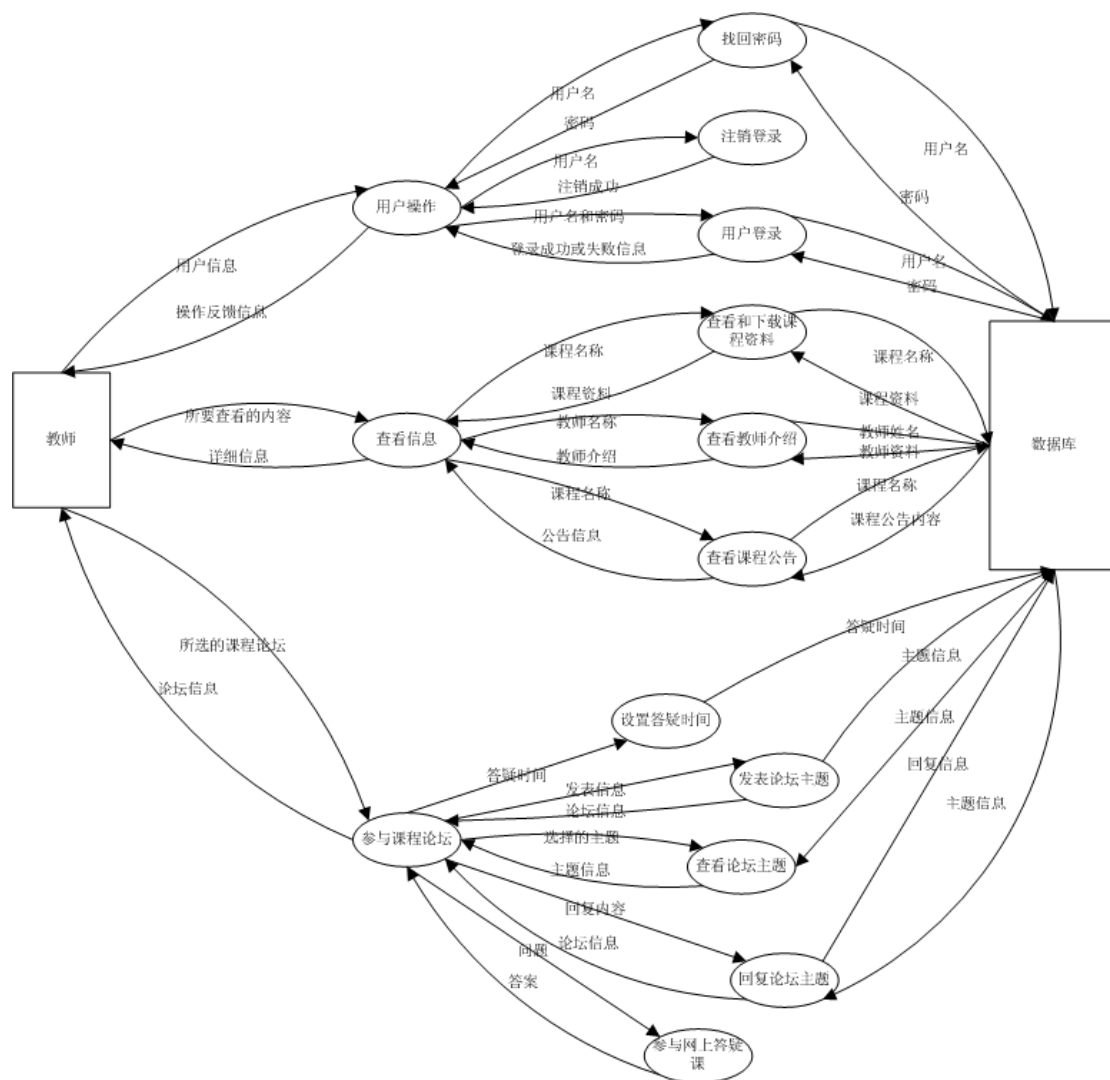 找回密码
用户名
密码
用户名
注销登录
用户名
注销成功
密码
用户操作
用户名和密码
用户登录
登录成功或失败信息
用户名
密码
用户信息
操作反馈信息
查看和下载课
程资料
课程名称
课程名称
课程资料
课程资料
教师
所要查看的内容
详细信息
查看信息
教师名称
教师介绍
查看教师介绍
教师姓名
教师资料
数据库
课程名称
公告信息
查看课程公告
课程名称
课程公告内容
所选的课程论坛
论坛信息
设置答疑时间
答疑时间
主题信息
主题信息
回复信息
主题信息
答疑时间
发表信息
论坛信息
发表论坛主题
参与课程论坛
选择的主题
主题信息
查看论坛主题
回复内容
论坛信息
回复论坛主题
问题
答案
参与网上答疑
课